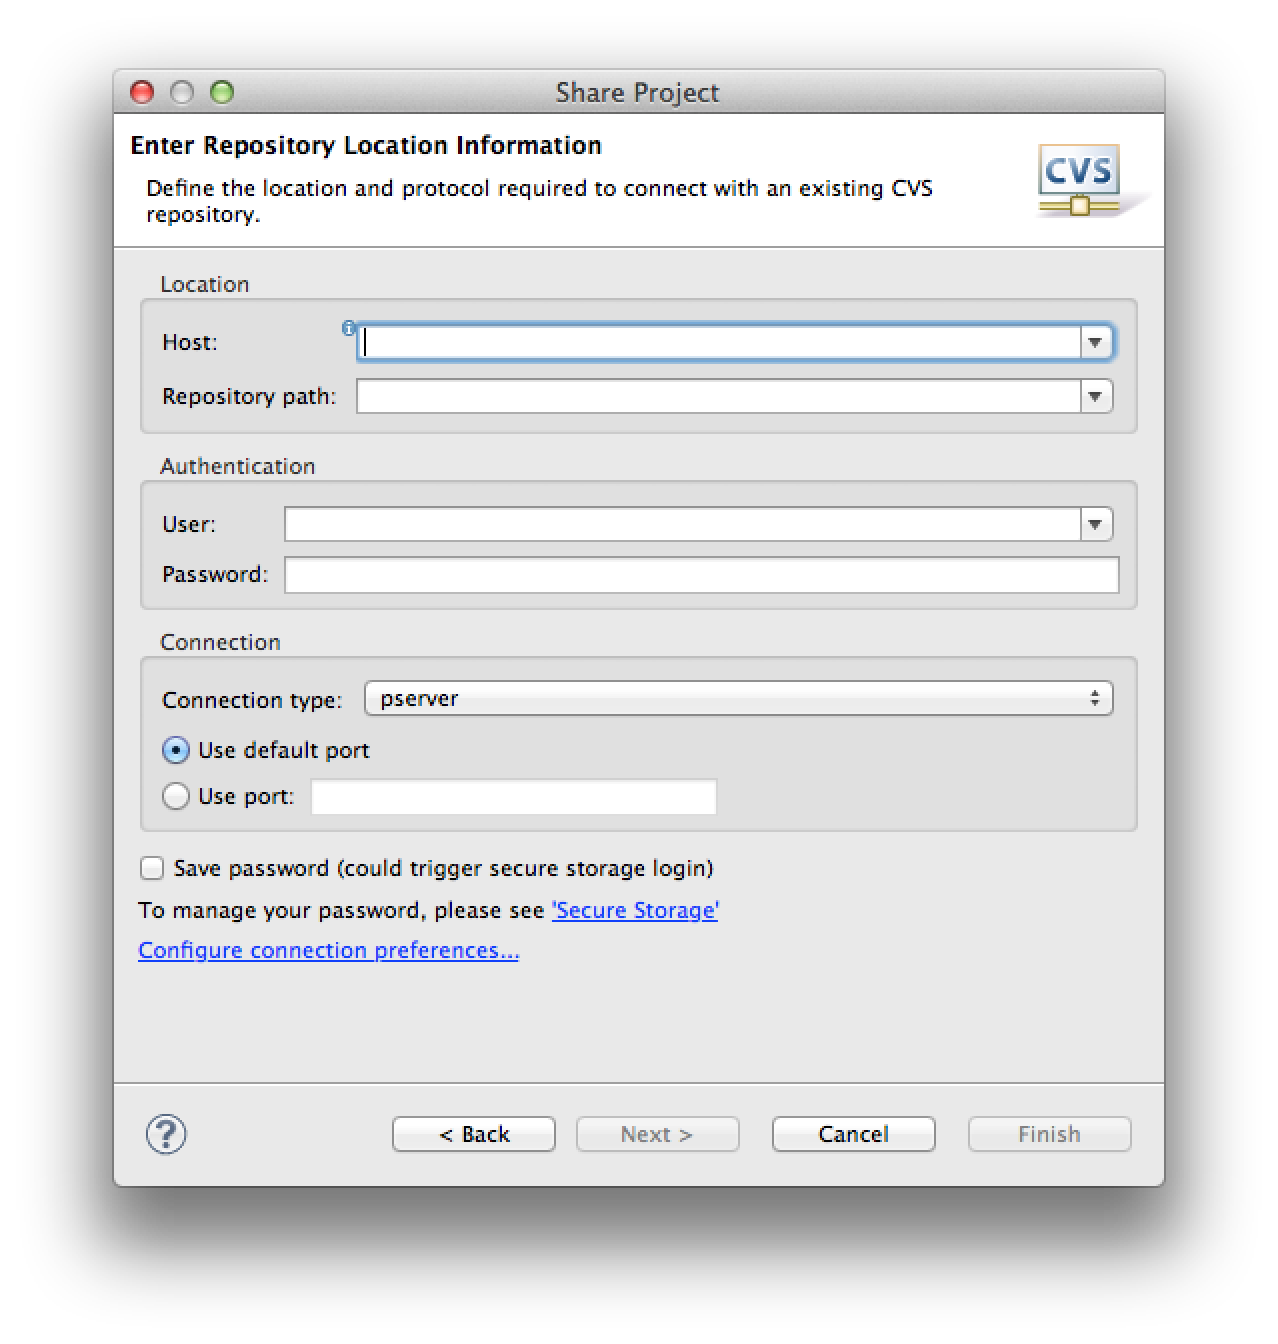 Share Project
Enter Repository Location Information
Define the location and protocol required to connect with an existing CVS
repository.
CVS
Location
Host:
Repository path:
Authentication
User:
Password:
Connection
Connection type: pserver
Use default port
Use port:
Save password (could trigger secure storage login)
To manage your password, please see 'Secure Storage'
Configure connection preferences...
? < Back Next > Cancel Finish